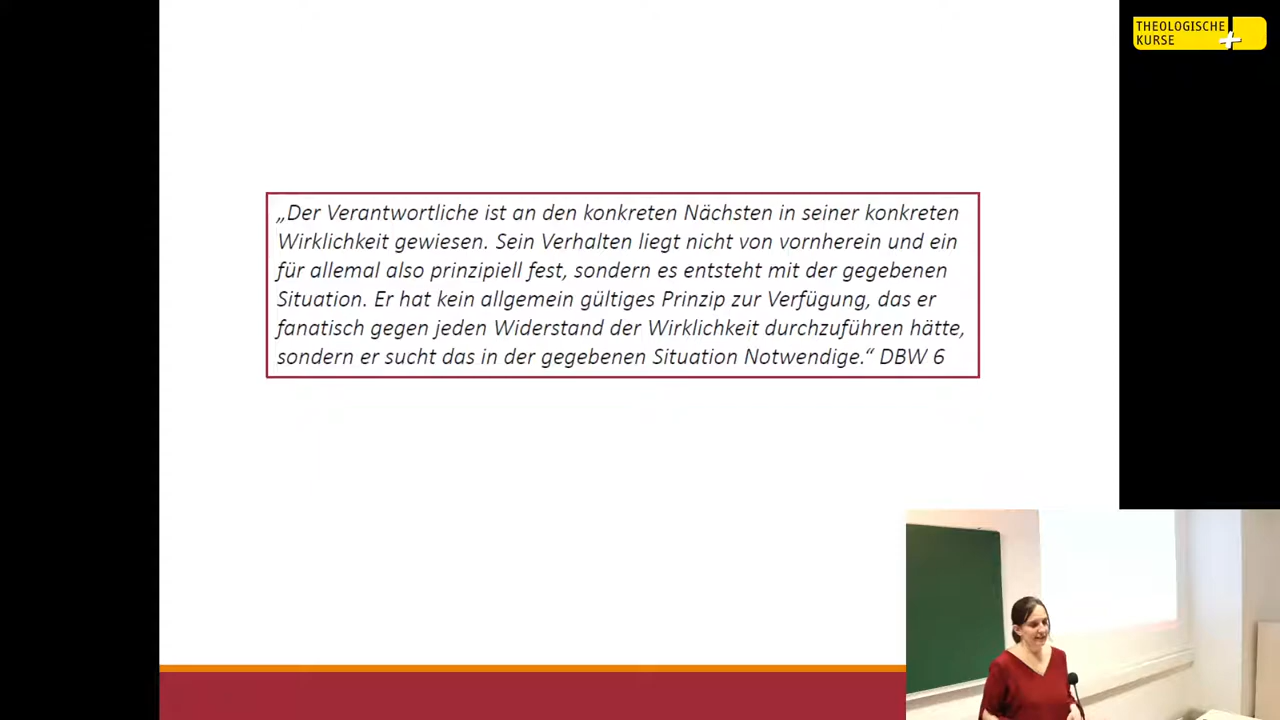 THEOLOGISCHE
KURSE
„Der Verantwortliche ist an den konkreten Nächsten in seiner konkreten
Wirklichkeit gewiesen. Sein Verhalten liegt nicht von vornherein und ein
für allemal also prinzipiell fest, sondern es entsteht mit der gegebenen
Situation. Er hat kein allgemein gültiges Prinzip zur Verfügung, das er
fanatisch gegen jeden Widerstand der Wirklichkeit durchzuführen hätte,
sondern er sucht das in der gegebenen Situation Notwendige.“ DBW 6